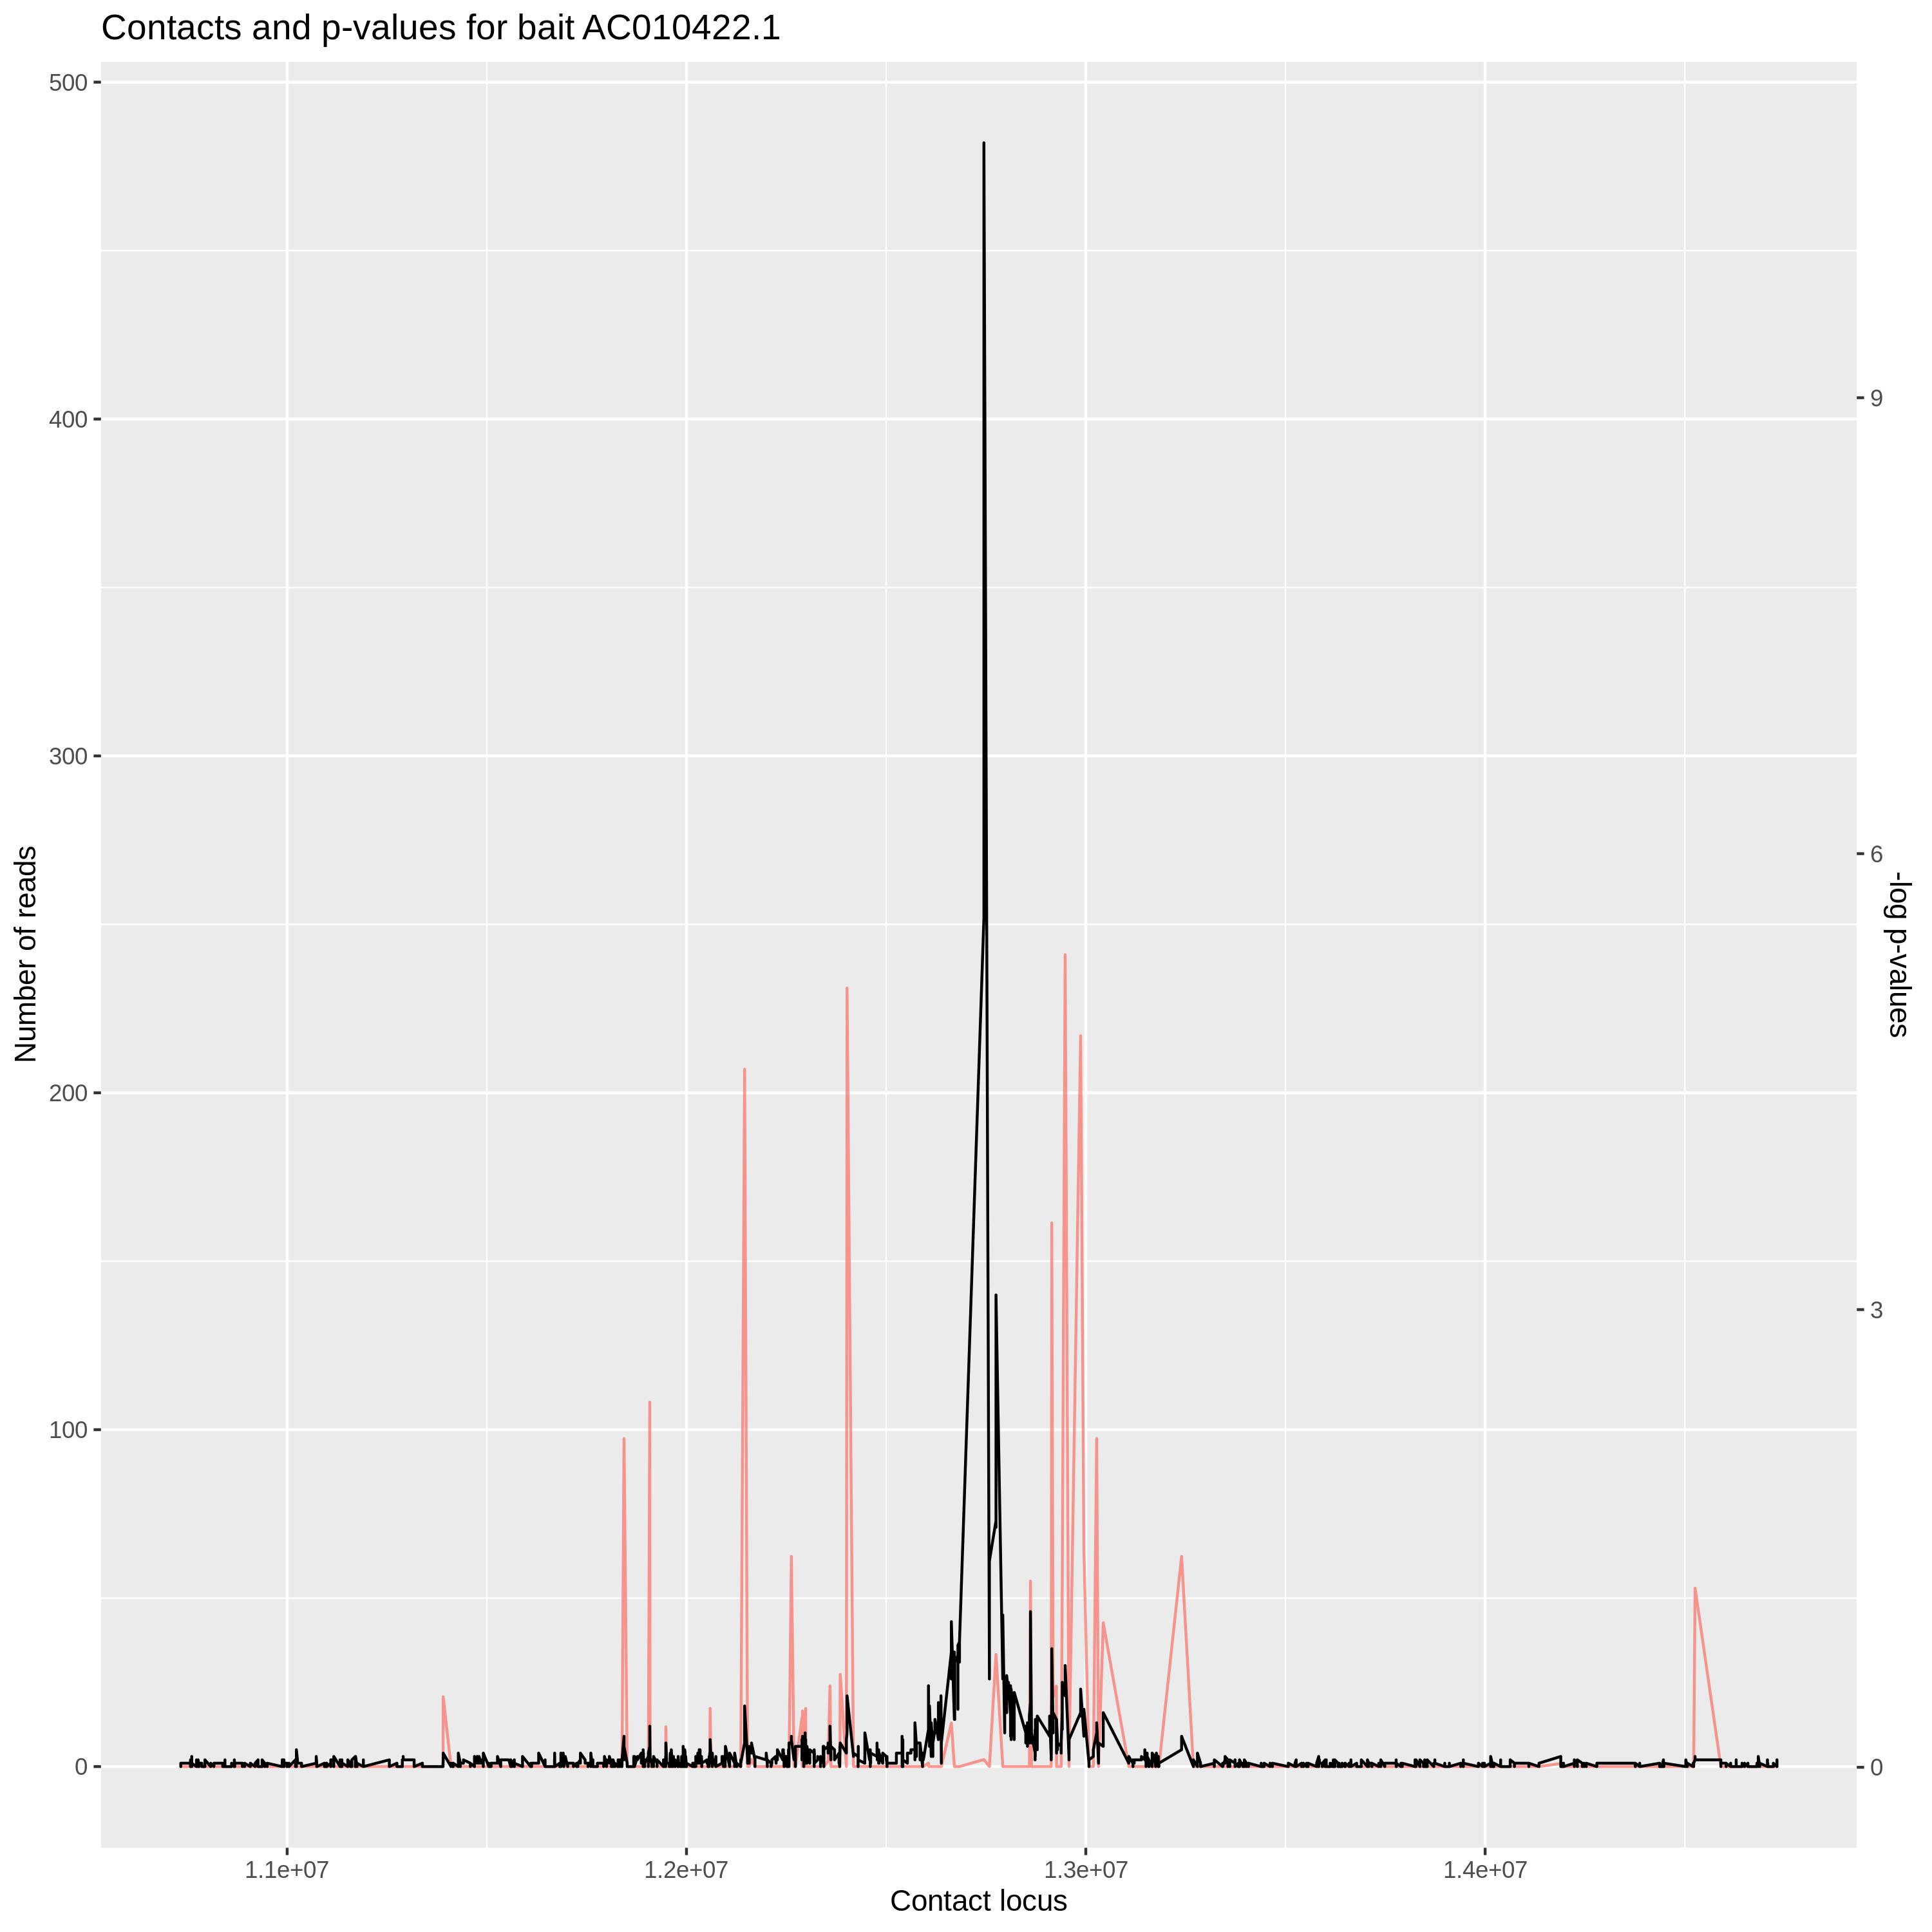 Contacts and p-values for bait AC010422.1
500
400
300
200
100
0
Number of reads
9
6
3
0
-log p-values
1.1e+07
1.2e+07
1.3e+07
1.4e+07
Contact locus